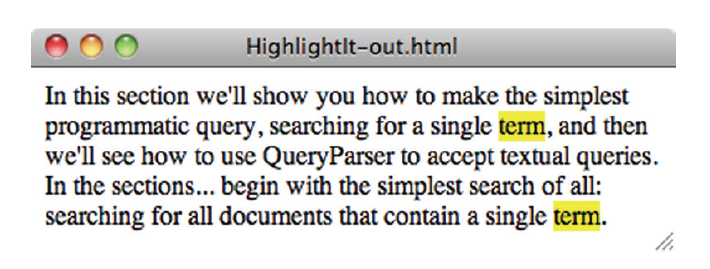 HighlightIt-out.html
In this section we'll show you how to make the simplest
programmatic query, searching for a single term, and then
we'll see how to use QueryParser to accept textual queries.
In the sections... begin with the simplest search of all:
searching for all documents that contain a single term.